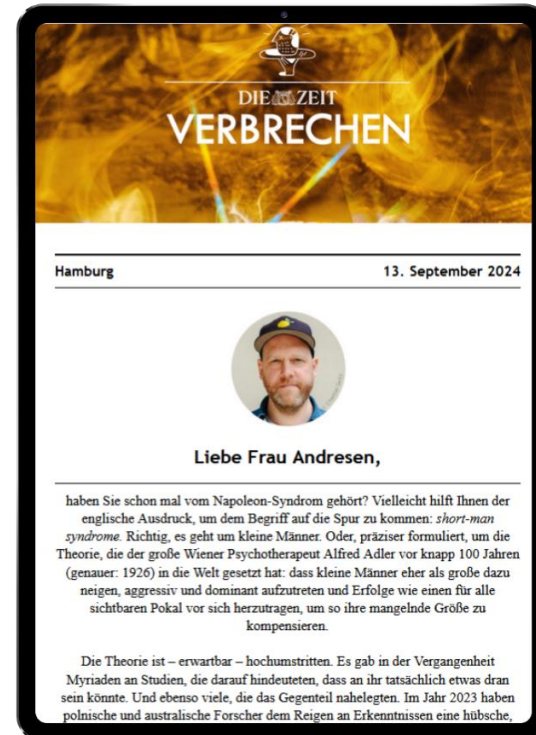 DIE ZEIT
VERBRECHEN
Hamburg
13. September 2024
Liebe Frau Andresen,
haben Sie schon mal vom Napoleon-Syndrom gehört? Vielleicht hilft Ihnen der
englische Ausdruck, um dem Begriff auf die Spur zu kommen: short-man
syndrome. Richtig, es geht um kleine Männer. Oder, präziser formuliert, um die
Theorie, die der große Wiener Psychotherapeut Alfred Adler vor knapp 100 Jahren
(genauer: 1926) in die Welt gesetzt hat: dass kleine Männer eher als große dazu
neigen, aggressiv und dominant aufzutreten und Erfolge wie einen für alle
sichtbaren Pokal vor sich herzutragen, um so ihre mangelnde Größe zu
kompensieren.
Die Theorie ist – erwartbar – hochumstritten. Es gab in der Vergangenheit
Myriaden an Studien, die darauf hindeuteten, dass an ihr tatsächlich etwas dran
sein könnte. Und ebenso viele, die das Gegenteil nahelegten. Im Jahr 2023 haben
polnische und australische Forscher dem Reigen an Erkenntnissen eine hübsche,